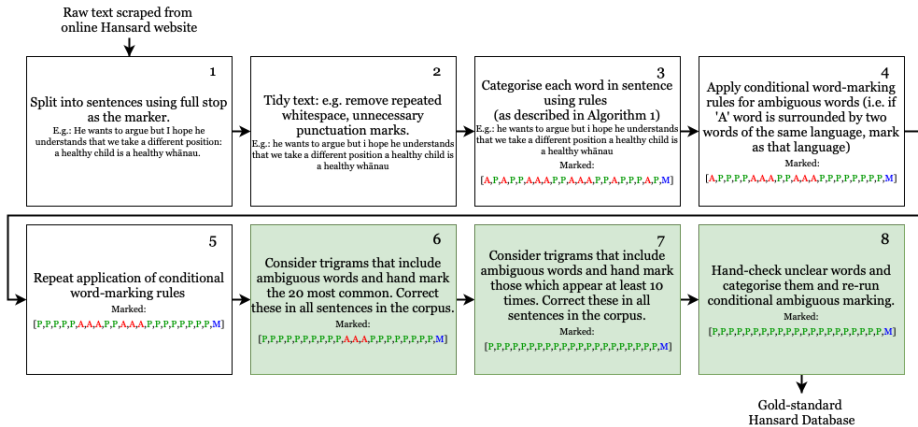 Raw text scraped from
online Hansard website
1
Split into sentences using full stop
as the marker.
E.g.: He wants to argue but I hope he
understands that we take a different position:
a healthy child is a healthy whānau.
2
Tidy text: e.g. remove repeated
whitespace, unnecessary
punctuation marks.
E.g.: he wants to argue but i hope he understands
that we take a different position a healthy child is
a healthy whānau
3
Categorise each word in sentence
using rules
(as described in Algorithm 1)
E.g.: he wants to argue but i hope he understands
that we take a different position a healthy child is
a healthy whānau
Marked:
[A,P,A,P,P,A,A,A,P,P,A,A,A,P,P,A,P,P,P,A,P,M]
4
Apply conditional word-marking
rules for ambiguous words (i.e. if
'A' word is surrounded by two
words of the same language, mark
as that language)
Marked:
[A,P,P,P,P,A,A,A,P,P,A,A,A,P,P,P,P,P,P,P,P,M]
5
Repeat application of conditional
word-marking rules
Marked:
[P,P,P,P,P,A,A,A,P,P,A,A,A,P,P,P,P,P,P,P,P,M]
6
Consider trigrams that include
ambiguous words and hand mark
the 20 most common. Correct
these in all sentences in the corpus.
Marked:
[P,P,P,P,P,P,P,P,P,P,A,A,A,P,P,P,P,P,P,P,P,M]
7
Consider trigrams that include
ambiguous words and hand mark
those which appear at least 10
times. Correct these in all
sentences in the corpus.
Marked:
[P,P,P,P,P,P,P,P,P,P,P,P,P,P,P,P,P,P,P,P,P,M]
8
Hand-check unclear words and
categorise them and re-run
conditional ambiguous marking.
Marked:
[P,P,P,P,P,P,P,P,P,P,P,P,P,P,P,P,P,P,P,P,P,M]
Gold-standard
Hansard Database